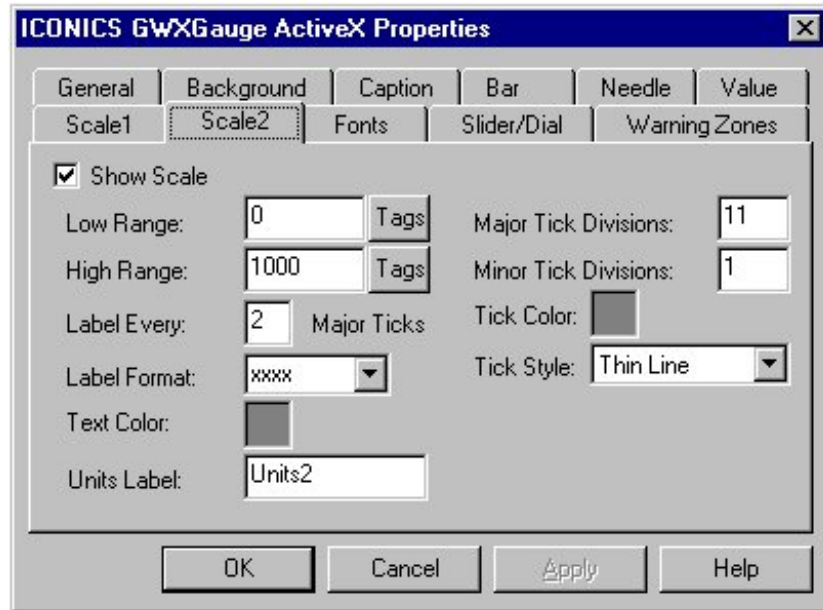 ICONICS GWXGauge ActiveX Properties
General Background Caption Bar Needle Value
Scale1 Scale2 Fonts Slider/Dial Warning Zones
Show Scale
Low Range: 0 Tags Major Tick Divisions: 11
High Range: 1000 Tags Minor Tick Divisions: 1
Label Every: 2 Major Ticks Tick Color:
Label Format: xxxx Tick Style: Thin Line
Text Color:
Units Label: Units2
OK Cancel Apply Help